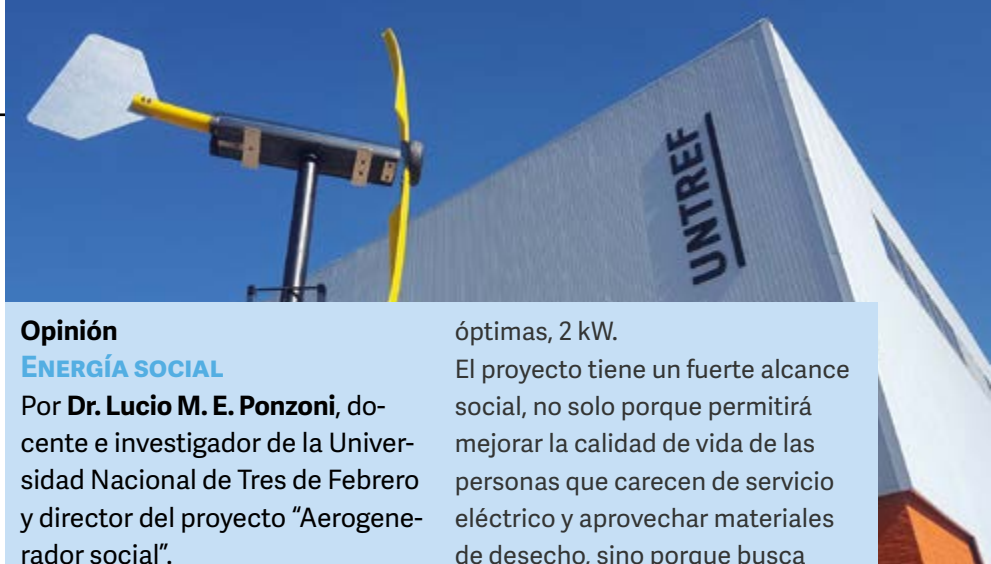 UNTREF
Opinión
ENERGÍA SOCIAL
Por Dr. Lucio M. E. Ponzoni, do-
cente e investigador de la Univer-
sidad Nacional de Tres de Febrero
y director del proyecto “Aerogene-
rador social”.
óptimas, 2 kW.
El proyecto tiene un fuerte alcance
social, no solo porque permitirá
mejorar la calidad de vida de las
personas que carecen de servicio
eléctrico y aprovechar materiales
de desecho, sino porque busca